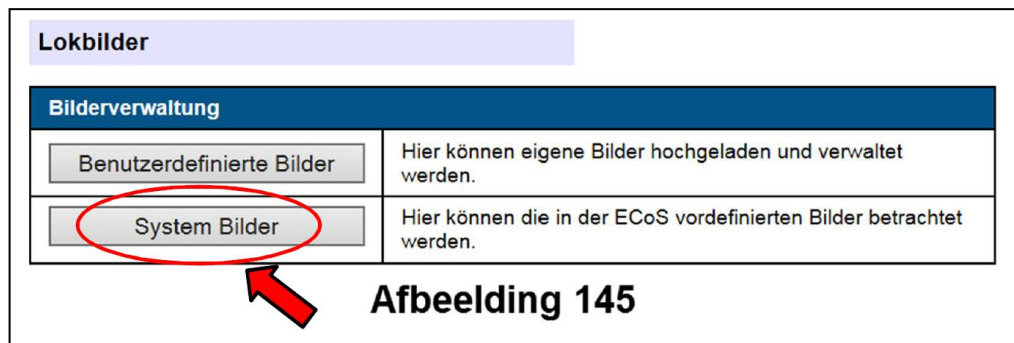 Lokbilder
Bilderverwaltung
Benutzerdefinierte Bilder
Hier können eigene Bilder hochgeladen und verwaltet
werden.
System Bilder
Hier können die in der ECoS vordefinierten Bilder betrachtet
werden.
Afbeelding 145